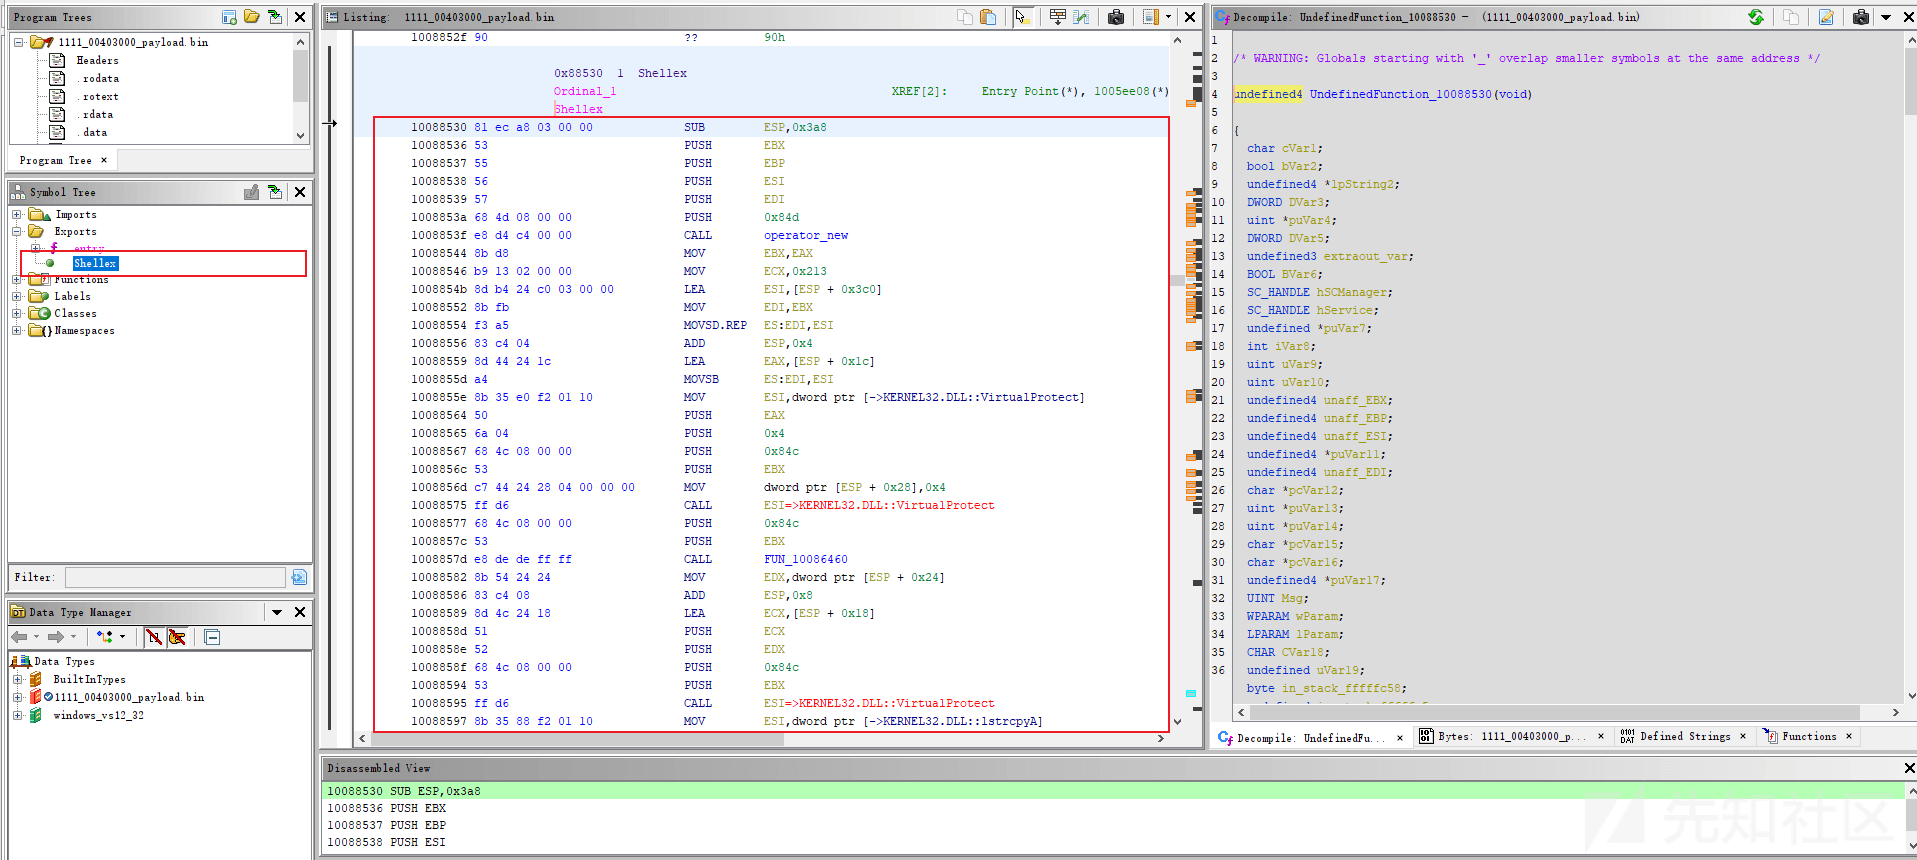 Program Trees
1111_00403000_payload.bin
Headers
.rodata
.rotext
.rdata
.data
Program Tree ×
Symbol Tree
Imports
Exports
entry
Shellex
Functions
Labels
Classes
Namespaces
Filter:
Data Type Manager
Data Types
BuiltInTypes
1111_00403000_payload.bin
windows_vs12_32
Listing: 1111_00403000_payload.bin
1008852f 90 ?? 90h
0x88530 1 Shellex
Ordinal_1 XREF[2]: Entry Point(*), 1005ee08(*)
Shellex
10088530 81 ec a8 03 00 00 SUB ESP,0x3a8
10088536 53 PUSH EBX
10088537 55 PUSH EBP
10088538 56 PUSH ESI
10088539 57 PUSH EDI
1008853a 68 4d 08 00 00 PUSH 0x84d
1008853f e8 d4 c4 00 00 CALL operator_new
10088544 8b d8 MOV EBX,EAX
10088546 b9 13 02 00 00 MOV ECX,0x213
1008854b 8d b4 24 c0 03 00 00 LEA ESI,[ESP + 0x3c0]
10088552 8b fb MOV EDI,EBX
10088554 f3 a5 MOVSD.REP ES:EDI,ESI
10088556 83 c4 04 ADD ESP,0x4
10088559 8d 44 24 1c LEA EAX,[ESP + 0x1c]
1008855d a4 MOVSB ES:EDI,ESI
1008855e 8b 35 e0 f2 01 10 MOV ESI,dword ptr [->KERNEL32.DLL::VirtualProtect]
10088564 50 PUSH EAX
10088565 6a 04 PUSH 0x4
10088567 68 4c 08 00 00 PUSH 0x84c
1008856c 53 PUSH EBX
1008856d c7 44 24 28 04 00 00 00 MOV dword ptr [ESP + 0x28],0x4
10088575 ff d6 CALL ESI=>KERNEL32.DLL::VirtualProtect
10088577 68 4c 08 00 00 PUSH 0x84c
1008857c 53 PUSH EBX
1008857d e8 de de ff ff CALL FUN_10086460
10088582 8b 54 24 24 MOV EDX,dword ptr [ESP + 0x24]
10088586 83 c4 08 ADD ESP,0x8
10088589 8d 4c 24 18 LEA ECX,[ESP + 0x18]
1008858d 51 PUSH ECX
1008858e 52 PUSH EDX
1008858f 68 4c 08 00 00 PUSH 0x84c
10088594 53 PUSH EBX
10088595 ff d6 CALL ESI=>KERNEL32.DLL::VirtualProtect
10088597 8b 35 88 f2 01 10 MOV ESI,dword ptr [->KERNEL32.DLL::lstrcpyA]
Decompile: UndefinedFunction_10088530 - (1111_00403000_payload.bin)
1
2 /* WARNING: Globals starting with '_' overlap smaller symbols at the same address */
3
4 undefined4 UndefinedFunction_10088530(void)
5
6 {
7 char cVar1;
8 bool bVar2;
9 undefined4 *lpString2;
10 DWORD DVar3;
11 uint *puVar4;
12 DWORD DVar5;
13 undefined3 extraout_var;
14 BOOL BVar6;
15 SC_HANDLE hSCManager;
16 SC_HANDLE hService;
17 undefined *puVar7;
18 int iVar8;
19 uint uVar9;
20 uint uVar10;
21 undefined4 unaff_EBX;
22 undefined4 unaff_EBP;
23 undefined4 unaff_ESI;
24 undefined4 *puVar11;
25 undefined4 unaff_EDI;
26 char *pcVar12;
27 uint *puVar13;
28 uint *puVar14;
29 char *pcVar15;
30 char *pcVar16;
31 undefined4 *puVar17;
32 UINT Msg;
33 WPARAM wParam;
34 LPARAM lParam;
35 CHAR CVar18;
36 undefined uVar19;
byte in_stack_fffffc58;
Decompile: UndefinedFu... × Bytes: 1111_00403000_p... × Defined Strings × Functions ×
Disassembled View
10088530 SUB ESP,0x3a8
10088536 PUSH EBX
10088537 PUSH EBP
10088538 PUSH ESI
先知社区